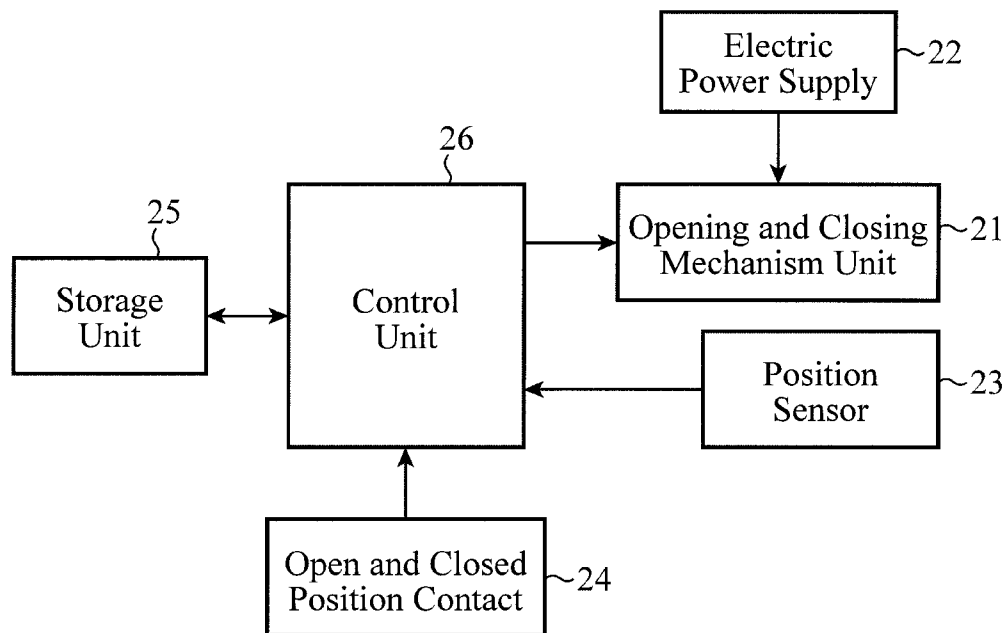 Electric
Power Supply
22
26
25
Opening and Closing
Mechanism Unit
21
Storage
Unit
Control
Unit
Position
Sensor
23
Open and Closed
Position Contact
24